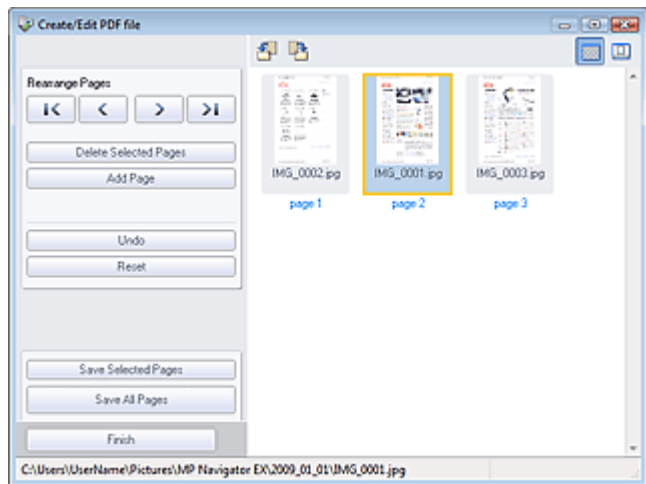 Create/Edit PDF file
Rearrange Pages
Delete Selected Pages
Add Page
Undo
Reset
Save Selected Pages
Save All Pages
Finish
IMG_0002.jpg
IMG_0001.jpg
IMG_0003.jpg
page 1
page 2
page 3
C:\Users\UserName\Pictures\MP Navigator EX\2009_01_01\IMG_0001.jpg